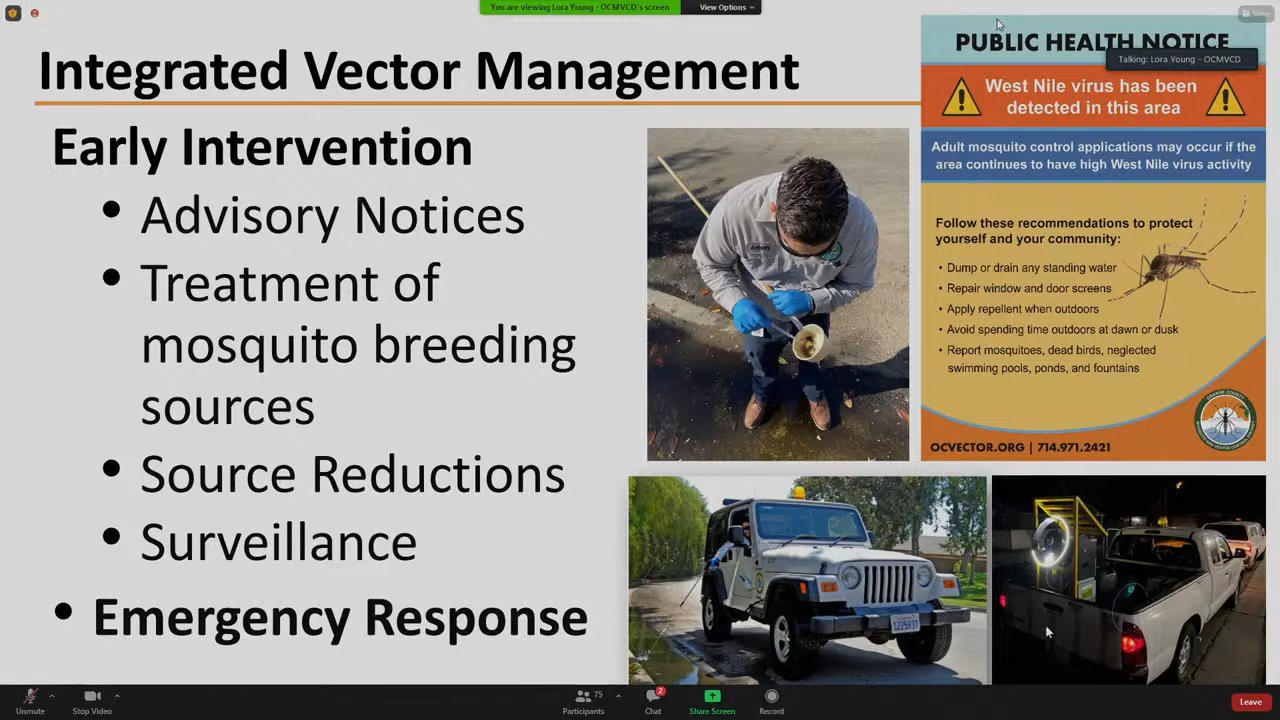 You are viewing Lora Young - OCMVCD's screen
View Options
View
Integrated Vector Management
Early Intervention
• Advisory Notices
• Treatment of
mosquito breeding
sources
• Source Reductions
• Surveillance
• Emergency Response
PUBLIC HEALTH NOTICE
Talking: Lora Young - OCMVCD
West Nile virus has been
detected in this area
Adult mosquito control applications may occur if the
area continues to have high West Nile virus activity
Follow these recommendations to protect
yourself and your community:
• Dump or drain any standing water
• Repair window and door screens
• Apply repellent when outdoors
• Avoid spending time outdoors at dawn or dusk
• Report mosquitoes, dead birds, neglected
swimming pools, ponds, and fountains
OCVECTOR.ORG | 714.971.2421
1225937
Unmute
Stop Video
75
Participants
2
Chat
Share Screen
Record
Leave